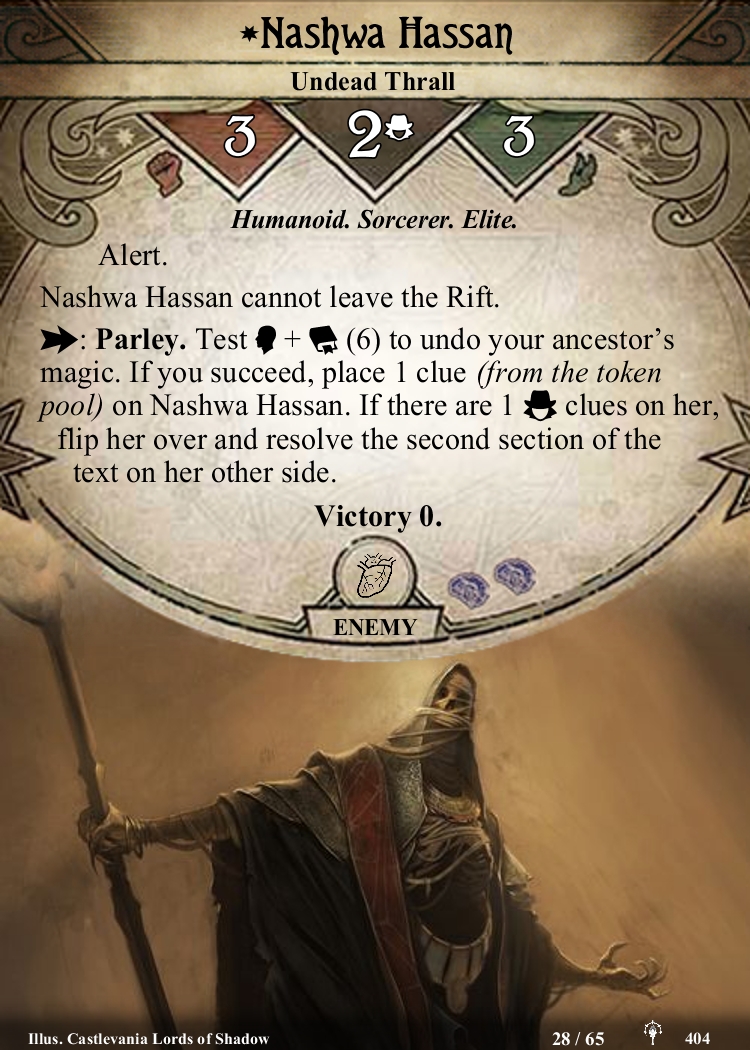 Nashwa Hassan
Undead Thrall
3 2 3
Humanoid. Sorcerer. Elite.
Alert.
Nashwa Hassan cannot leave the Rift.
: Parley. Test + (6) to undo your ancestor’s
magic. If you succeed, place 1 clue (from the token
pool) on Nashwa Hassan. If there are 1 clues on her,
flip her over and resolve the second section of the
text on her other side.
Victory 0.
ENEMY
Illus. Castlevania Lords of Shadow 28 / 65 404